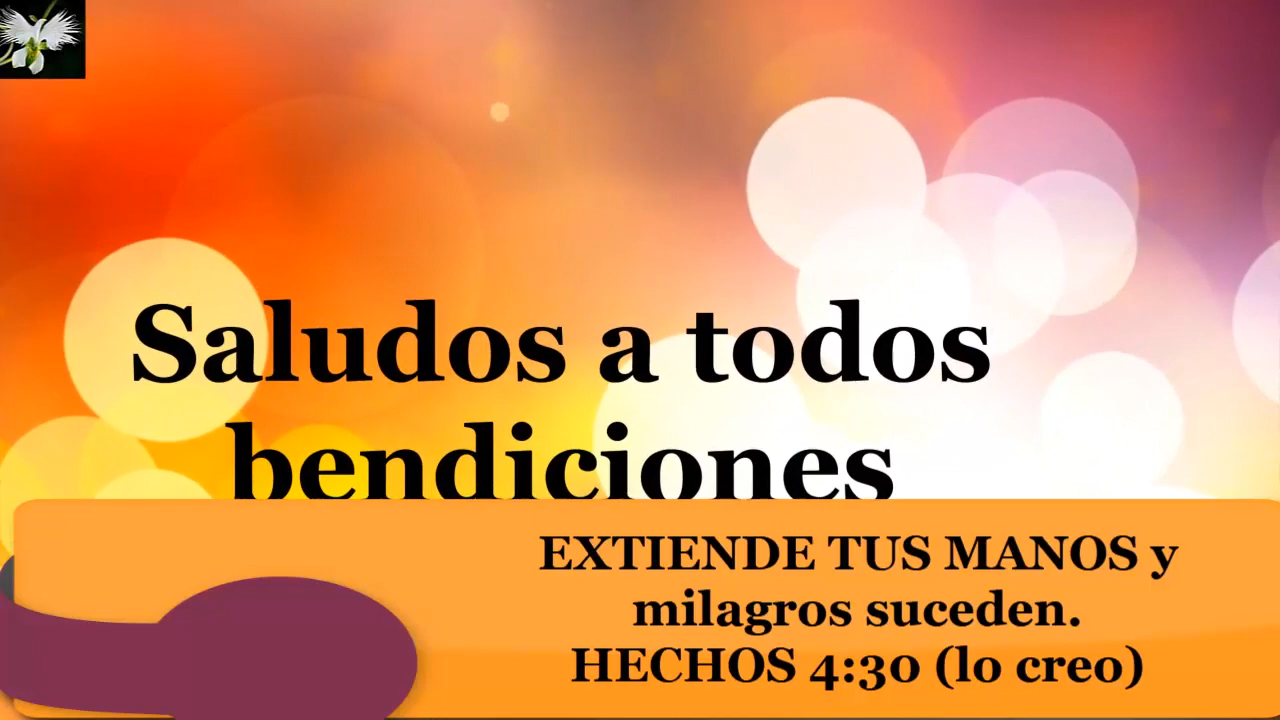 Saludos a todos
bendiciones
EXTIENDE TUS MANOS y
milagros suceden.
HECHOS 4:30 (lo creo)